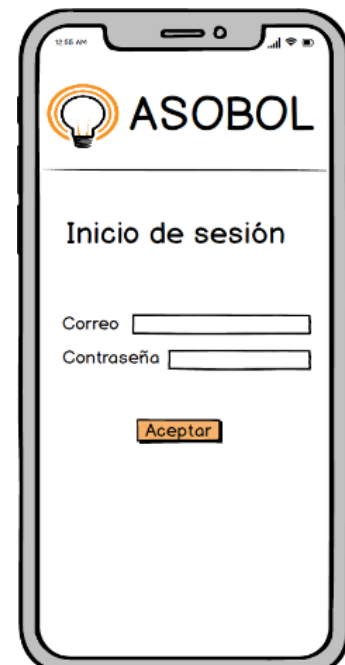 12:55 AM
ASOBOL
Inicio de sesión
Correo
Contraseña
Aceptar